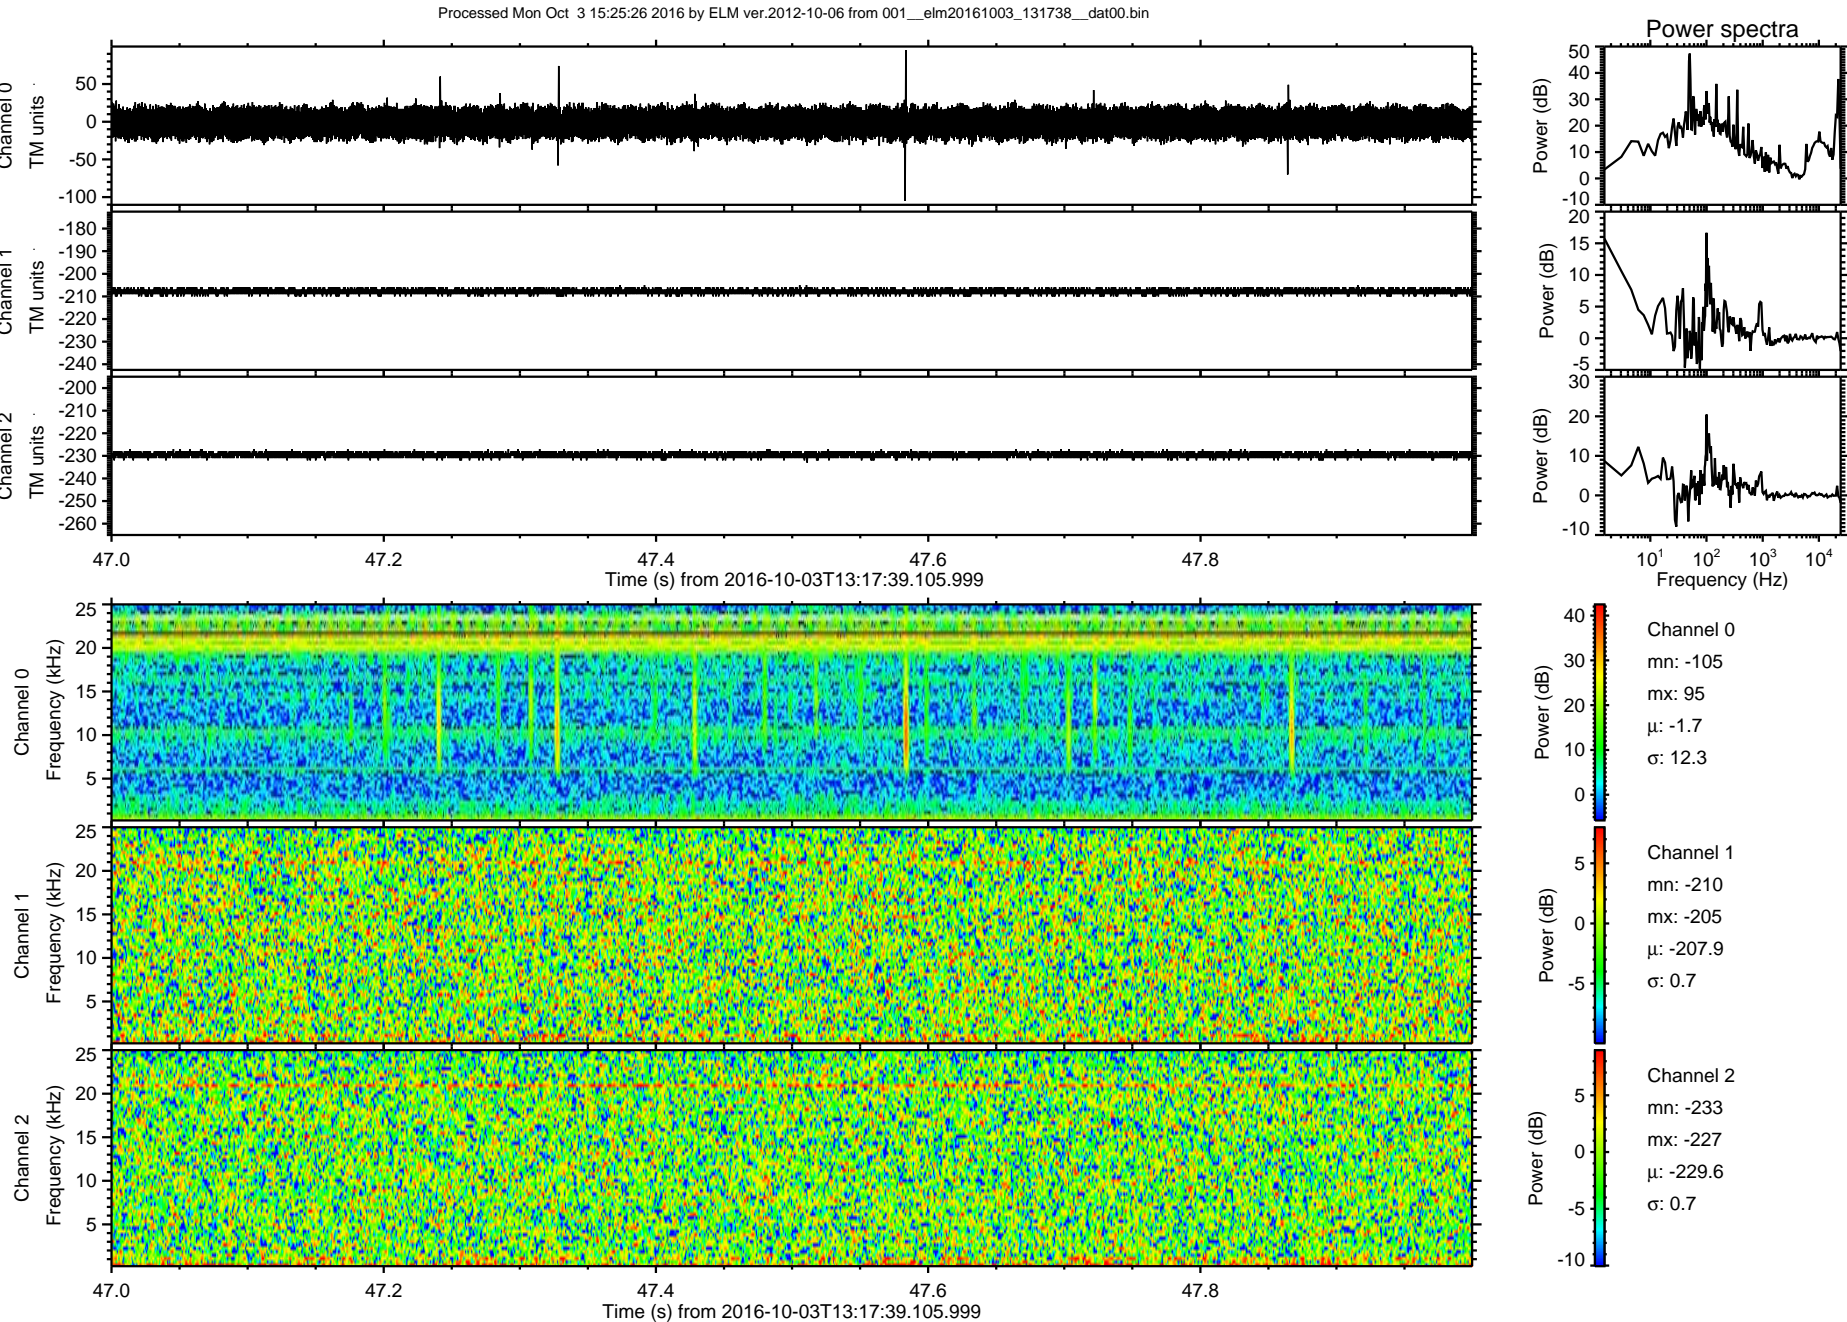 Processed Mon Oct  3 15:25:26 2016 by ELM ver.2012-10-06 from 001__elm20161003_131738__dat00.bin
Power spectra
Channel 0
TM units
50
0
-50
-100
Power (dB)
50
40
30
20
10
0
-10
Channel 1
TM units
-180
-190
-200
-210
-220
-230
-240
Power (dB)
20
15
10
5
0
-5
Channel 2
TM units
-200
-210
-220
-230
-240
-250
-260
Power (dB)
30
20
10
0
-10
47.0 47.2 47.4 47.6 47.8
Time (s) from 2016-10-03T13:17:39.105.999
10^1 10^2 10^3 10^4
Frequency (Hz)
Channel 0
Frequency (kHz)
25
20
15
10
5
Power (dB)
40
30
20
10
0
Channel 0
mn: -105
mx: 95
μ: -1.7
σ: 12.3
Channel 1
Frequency (kHz)
25
20
15
10
5
Power (dB)
5
0
-5
Channel 1
mn: -210
mx: -205
μ: -207.9
σ: 0.7
Channel 2
Frequency (kHz)
25
20
15
10
5
Power (dB)
5
0
-5
-10
Channel 2
mn: -233
mx: -227
μ: -229.6
σ: 0.7
47.0 47.2 47.4 47.6 47.8
Time (s) from 2016-10-03T13:17:39.105.999